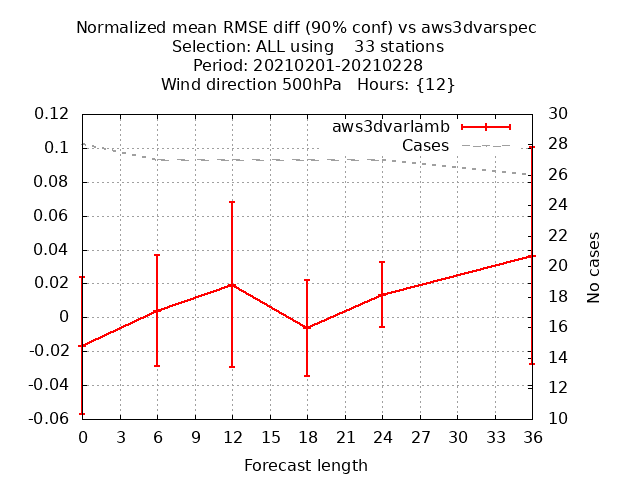 Normalized mean RMSE diff (90% conf) vs aws3dvarspec
Selection: ALL using    33 stations
Period: 20210201-20210228
Wind direction 500hPa   Hours: {12}
0.12
0.1
0.08
0.06
0.04
0.02
0
-0.02
-0.04
-0.06
aws3dvarlamb
Cases
30
28
26
24
22
20
18
16
14
12
10
No cases
0 3 6 9 12 15 18 21 24 27 30 33 36
Forecast length